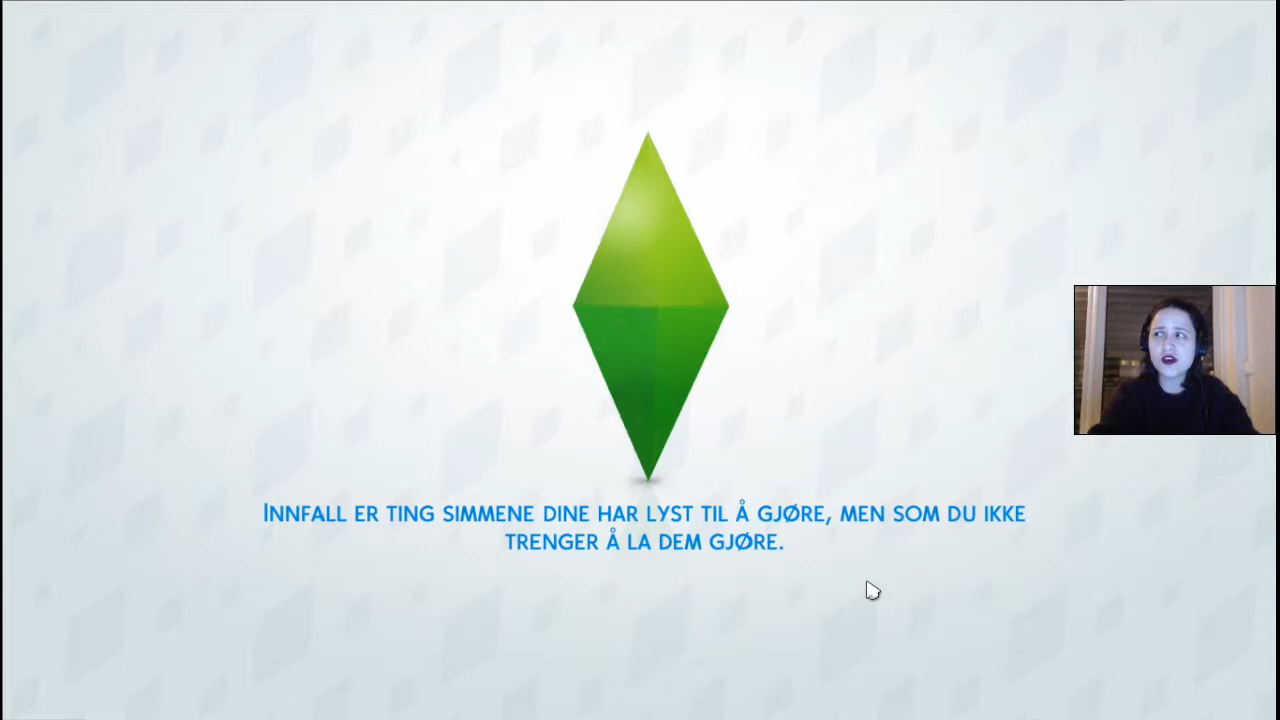 INNFALL ER TING SIMMENE DINE HAR LYST TIL Å GJØRE, MEN SOM DU IKKE
TRENGER Å LA DEM GJØRE.